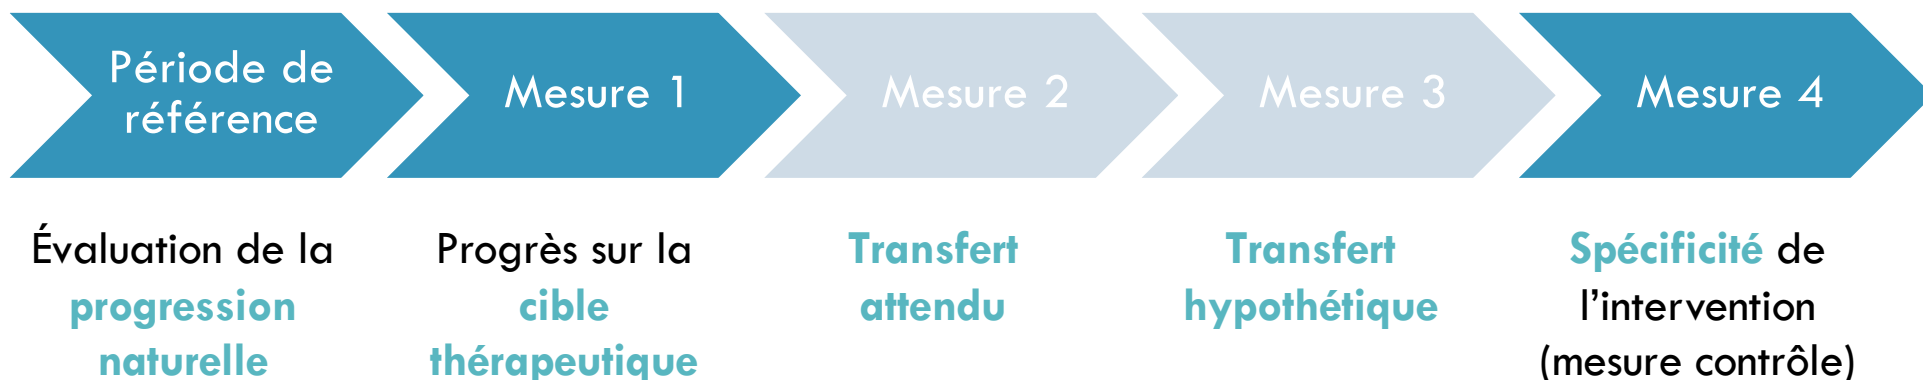 Période de
référence
Mesure 1
Mesure 2
Mesure 3
Mesure 4
Évaluation de la
progression
naturelle
Progrès sur la
cible
thérapeutique
Transfert
attendu
Transfert
hypothétique
Spécificité de
l’intervention
(mesure contrôle)